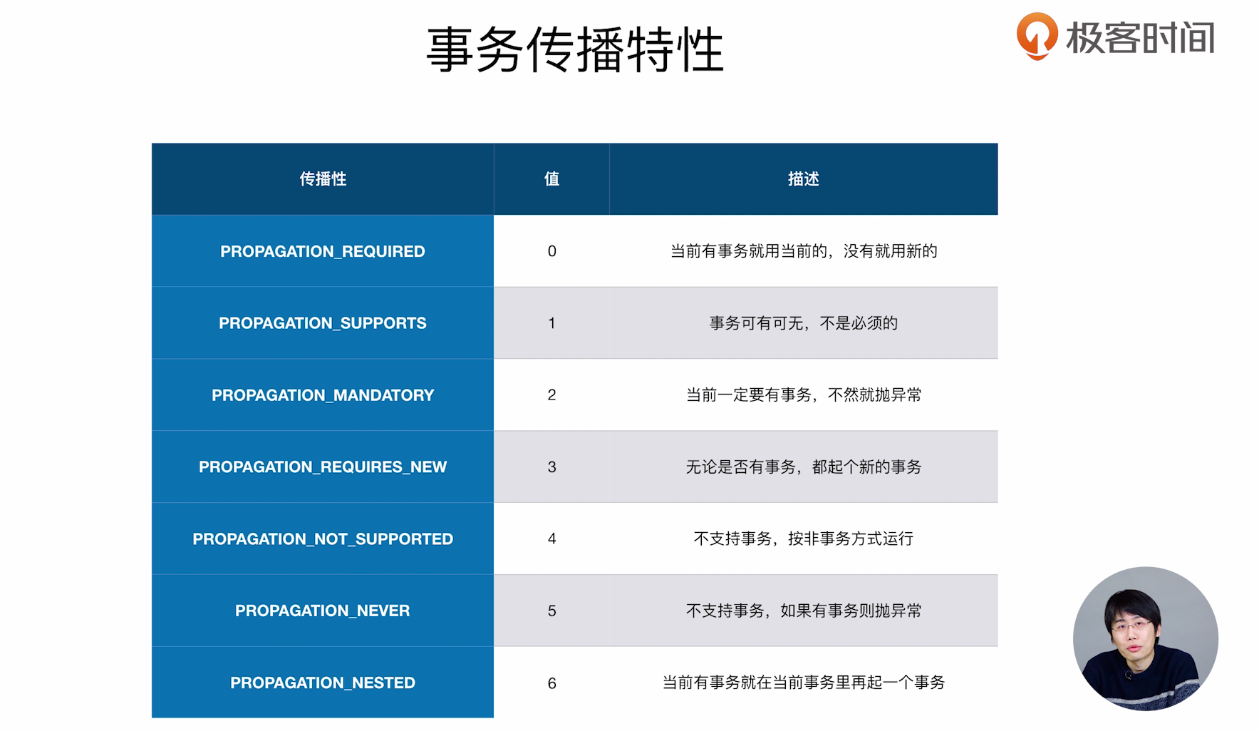 事务传播特性
极客时间
传播性 值 描述
PROPAGATION_REQUIRED 0 当前有事务就用当前的，没有就用新的
PROPAGATION_SUPPORTS 1 事务可有可无，不是必须的
PROPAGATION_MANDATORY 2 当前一定要有事务，不然就抛异常
PROPAGATION_REQUIRES_NEW 3 无论是否有事务，都起个新的事务
PROPAGATION_NOT_SUPPORTED 4 不支持事务，按非事务方式运行
PROPAGATION_NEVER 5 不支持事务，如果有事务则抛异常
PROPAGATION_NESTED 6 当前有事务就在当前事务里再起一个事务